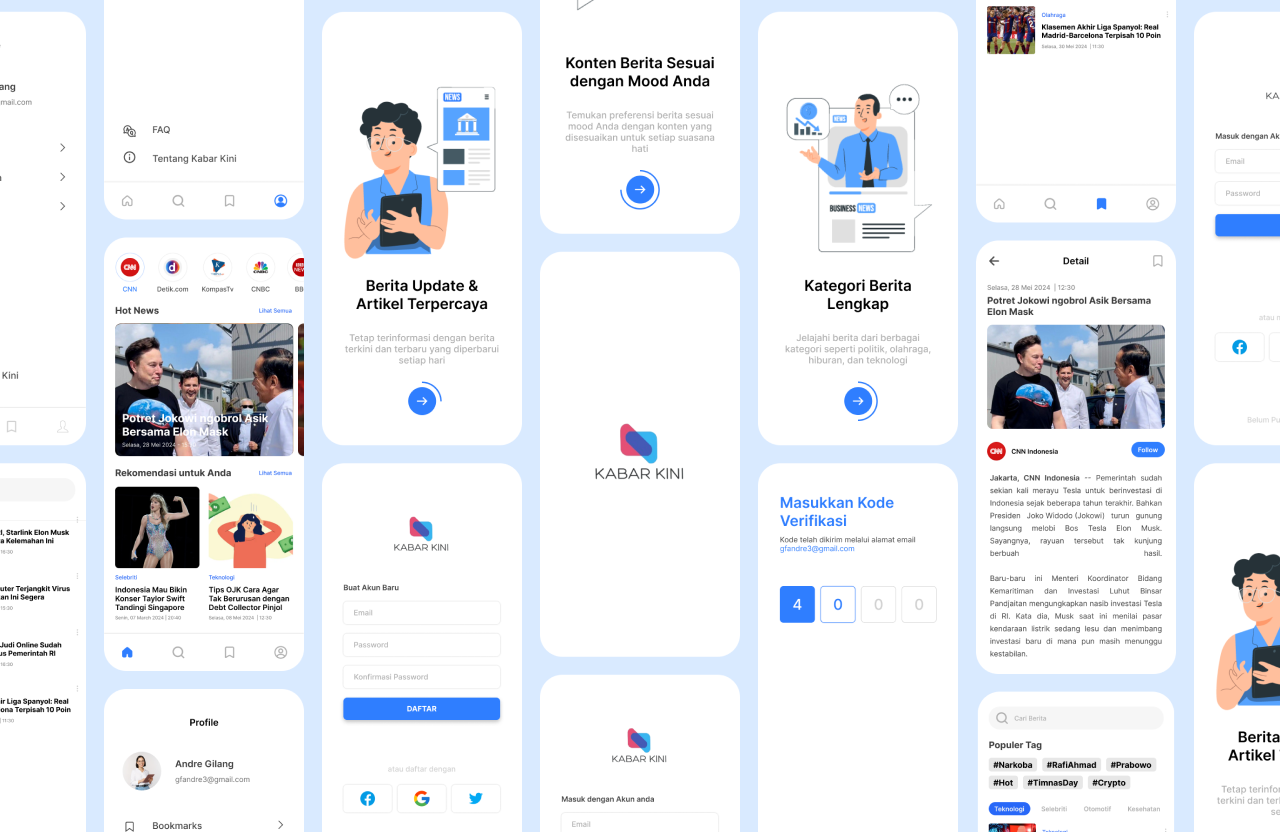 ang
mail.com
Kini
l, Starlink Elon Musk
a Kelemahan Ini
uter Terjangkit Virus
an Ini Segera
Judi Online Sudah
us Pemerintah RI
ir Liga Spanyol: Real
ona Terpisah 10 Poin
| 11:30
FAQ
Tentang Kabar Kini
CNN
Detik.com
KompasTv
CNBC
BB
Hot News
Lihat Semua
Potret Jokowi ngobrol Asik
Bersama Elon Mask
Selasa, 28 Mei 2024
Rekomendasi untuk Anda
Lihat Semua
Selebriti
Indonesia Mau Bikin
Konser Taylor Swift
Tandingi Singapore
Senin, 07 March 2024 | 20:40
Teknologi
Tips OJK Cara Agar
Tak Berurusan dengan
Debt Collector Pinjol
Selasa, 08 Mei 2024 | 12:30
Profile
Andre Gilang
gfandre3@gmail.com
Bookmarks
NEWS
Berita Update &
Artikel Terpercaya
Tetap terinformasi dengan berita
terkini dan terbaru yang diperbarui
setiap hari
KABAR KINI
Buat Akun Baru
Email
Password
Konfirmasi Password
DAFTAR
atau daftar dengan
Konten Berita Sesuai
dengan Mood Anda
Temukan preferensi berita sesuai
mood Anda dengan konten yang
disesuaikan untuk setiap suasana
hati
KABAR KINI
KABAR KINI
Masuk dengan Akun anda
Email
NEWS
BUSINESS NEWS
Kategori Berita
Lengkap
Jelajahi berita dari berbagai
kategori seperti politik, olahraga,
hiburan, dan teknologi
Masukkan Kode
Verifikasi
Kode telah dikirim melalui alamat email
gfandre3@gmail.com
4 0 0 0
Olahraga
Klasemen Akhir Liga Spanyol: Real
Madrid-Barcelona Terpisah 10 Poin
Selasa, 30 Mei 2024 | 11:30
Detail
Selasa, 28 Mei 2024 | 12:30
Potret Jokowi ngobrol Asik Bersama
Elon Mask
CNN
CNN Indonesia
Follow
Jakarta, CNN Indonesia -- Pemerintah sudah
sekian kali merayu Tesla untuk berinvestasi di
Indonesia sejak beberapa tahun terakhir. Bahkan
Presiden Joko Widodo (Jokowi) turun gunung
langsung melobi Bos Tesla Elon Musk.
Sayangnya, rayuan tersebut tak kunjung
berbuah hasil.
Baru-baru ini Menteri Koordinator Bidang
Kemaritiman dan Investasi Luhut Binsar
Pandjaitan mengungkapkan nasib investasi Tesla
di RI. Kata dia, Musk saat ini menilai pasar
kendaraan listrik sedang lesu dan menimbang
investasi baru di mana pun masih menunggu
kestabilan.
Cari Berita
Populer Tag
#Narkoba #RafiAhmad #Prabowo
#Hot #TimnasDay #Crypto
Teknologi Selebriti Otomotif Kesehatan
Teknologi
KA
Masuk dengan Ak
Email
Password
atau
Belum Pu
Berita
Artikel
Tetap terinfor
terkini dan ter
se